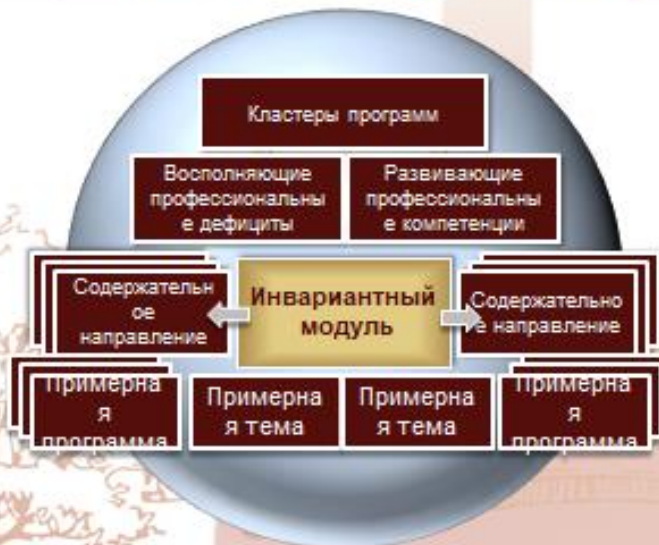 Кластеры программ
Восполняющие
профессиональны
е дефициты
Развивающие
профессиональны
е компетенции
Содержательн
ое
направление
Инвариантный
модуль
Содержательно
е направление
Примерна
я
программа
Примерна
я тема
Примерна
я тема
Примерна
я
программа